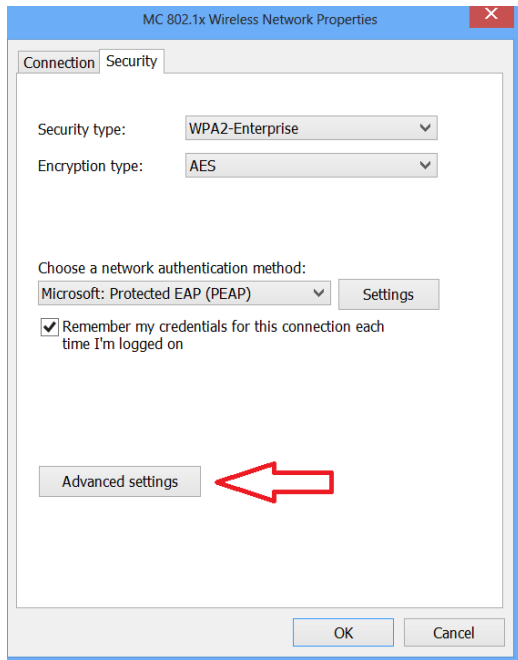 MC 802.1x Wireless Network Properties
Connection Security
Security type: WPA2-Enterprise
Encryption type: AES
Choose a network authentication method:
Microsoft: Protected EAP (PEAP) Settings
Remember my credentials for this connection each
time I'm logged on
Advanced settings
OK Cancel